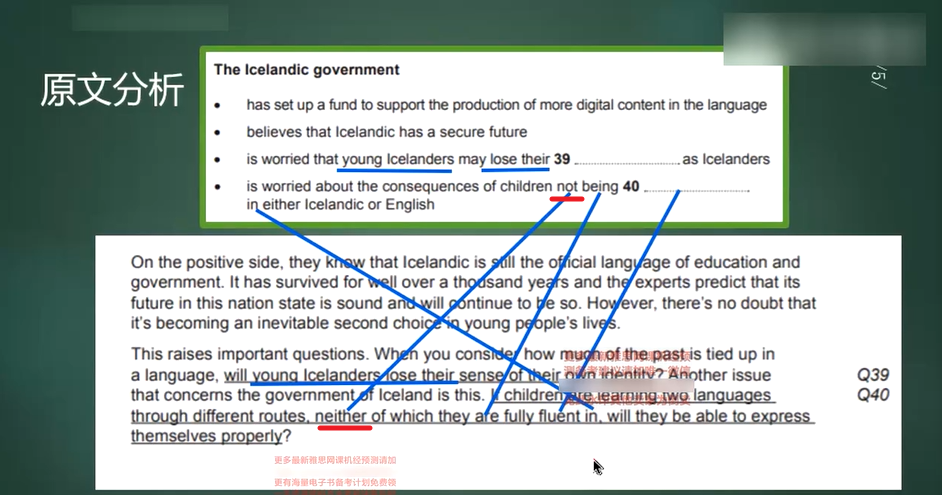 原文分析
/5/
The Icelandic government
• has set up a fund to support the production of more digital content in the language
• believes that Icelandic has a secure future
• is worried that young Icelanders may lose their 39 .......................... as Icelanders
• is worried about the consequences of children not being 40 ..........................
in either Icelandic or English
On the positive side, they know that Icelandic is still the official language of education and
government. It has survived for well over a thousand years and the experts predict that its
future in this nation state is sound and will continue to be so. However, there's no doubt that
it's becoming an inevitable second choice in young people's lives.
This raises important questions. When you consider how much of the past is tied up in
a language, will young Icelanders lose their sense of their own identity? Another issue Q39
that concerns the government of Iceland is this. If children are learning two languages Q40
through different routes, neither of which they are fully fluent in, will they be able to express
themselves properly?
更多最新雅思网课机经预测请加
更有海量电子书备考计划免费领